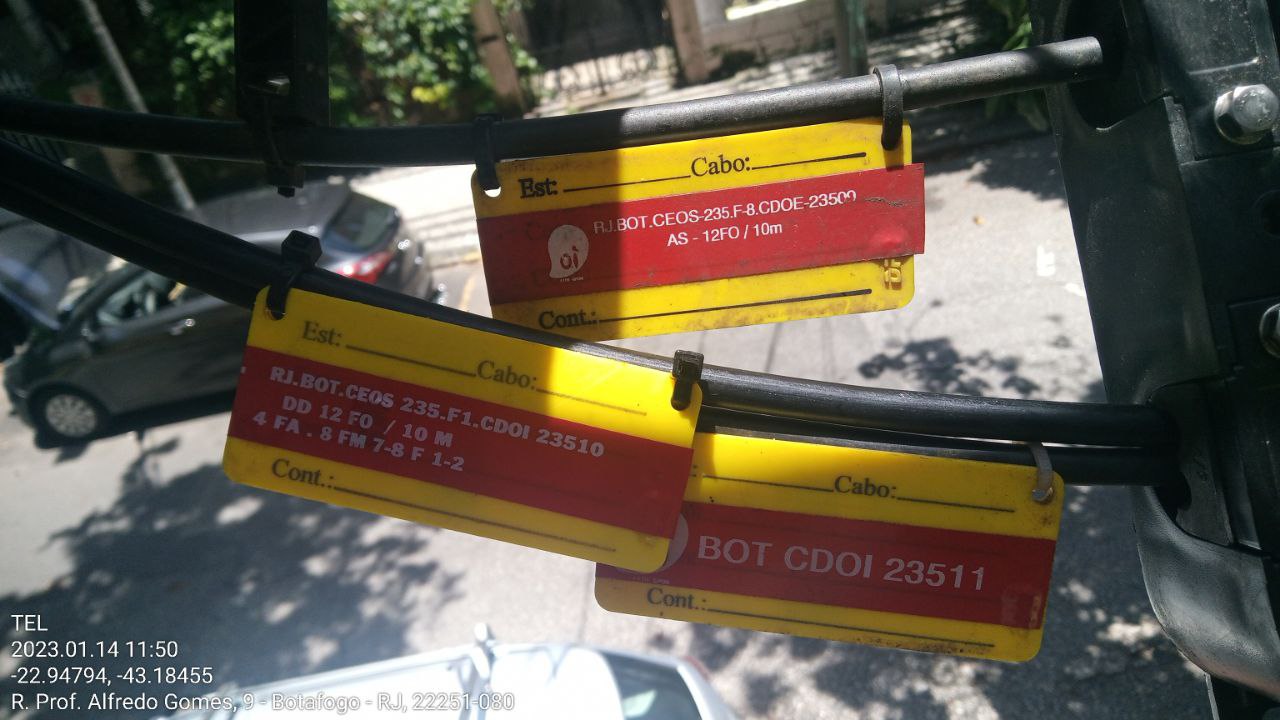 Est: Cabo:
RJ.BOT.CEOS-235.F-8.CDOE-23500
AS - 12FO / 10m
oi
Cont.:
Est: Cabo:
RJ.BOT.CEOS 235.F1.CDOI 23510
DD 12 FO / 10 M
4 FA . 8 FM 7-8 F 1-2
Cont.:
Cabo:
BOT CDOI 23511
Cont.:
TEL
2023.01.14 11:50
-22.94794, -43.18455
R. Prof. Alfredo Gomes, 9 - Botafogo - RJ, 22251-080